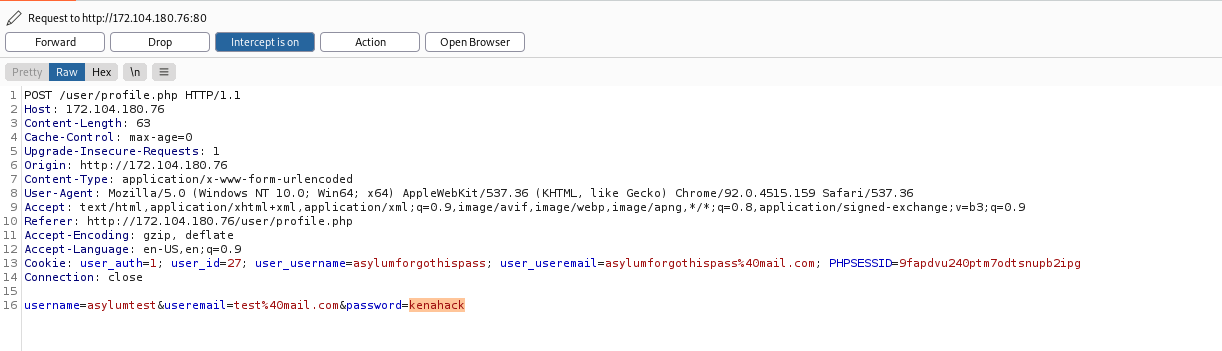 Request to http://172.104.180.76:80
Forward Drop Intercept is on Action Open Browser
Pretty Raw Hex \n ≡
1 POST /user/profile.php HTTP/1.1
2 Host: 172.104.180.76
3 Content-Length: 63
4 Cache-Control: max-age=0
5 Upgrade-Insecure-Requests: 1
6 Origin: http://172.104.180.76
7 Content-Type: application/x-www-form-urlencoded
8 User-Agent: Mozilla/5.0 (Windows NT 10.0; Win64; x64) AppleWebKit/537.36 (KHTML, like Gecko) Chrome/92.0.4515.159 Safari/537.36
9 Accept: text/html,application/xhtml+xml,application/xml;q=0.9,image/avif,image/webp,image/apng,*/*;q=0.8,application/signed-exchange;v=b3;q=0.9
10 Referer: http://172.104.180.76/user/profile.php
11 Accept-Encoding: gzip, deflate
12 Accept-Language: en-US,en;q=0.9
13 Cookie: user_auth=1; user_id=27; user_username=asylumforgothispass; user_useremail=asylumforgothispass%40mail.com; PHPSESSID=9fapdvu240ptm7odtsnupb2ipg
14 Connection: close
15
16 username=asylumtest&useremail=test%40mail.com&password=kenahack